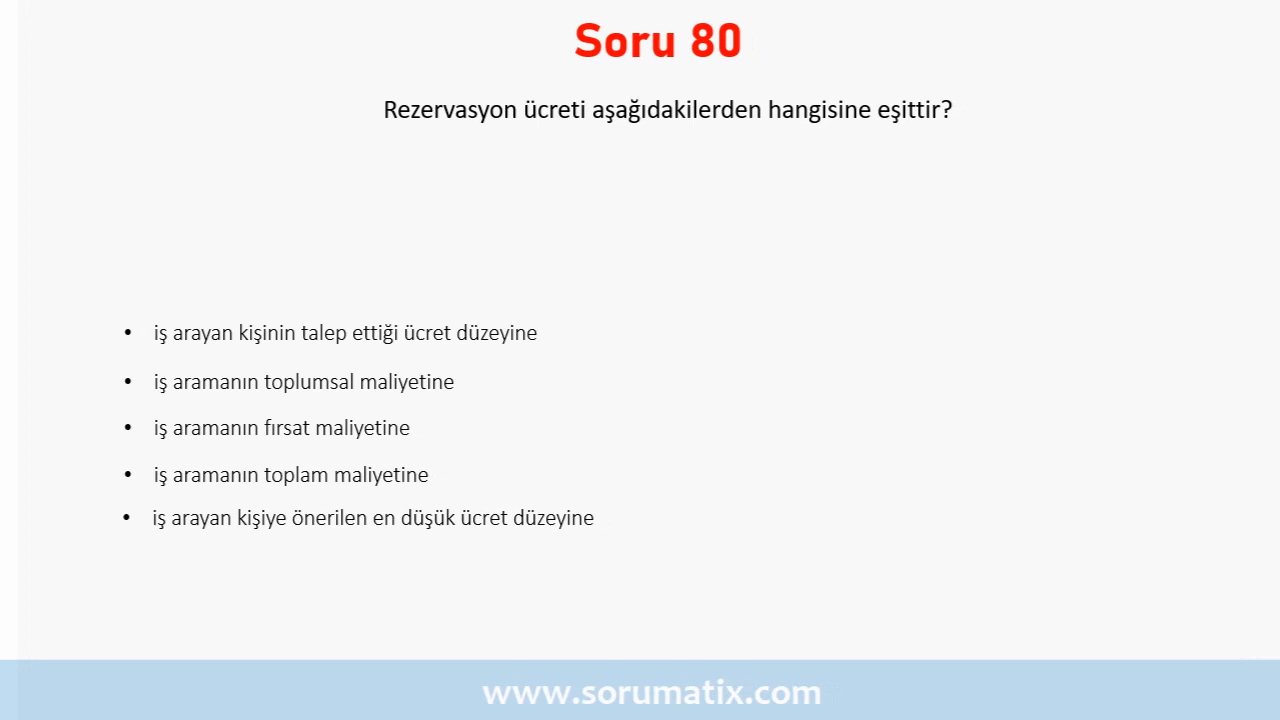 Soru 80
Rezervasyon ücreti aşağıdakilerden hangisine eşittir?
• iş arayan kişinin talep ettiği ücret düzeyine
• iş aramanın toplumsal maliyetine
• iş aramanın fırsat maliyetine
• iş aramanın toplam maliyetine
• iş arayan kişiye önerilen en düşük ücret düzeyine
www.sorumatix.com